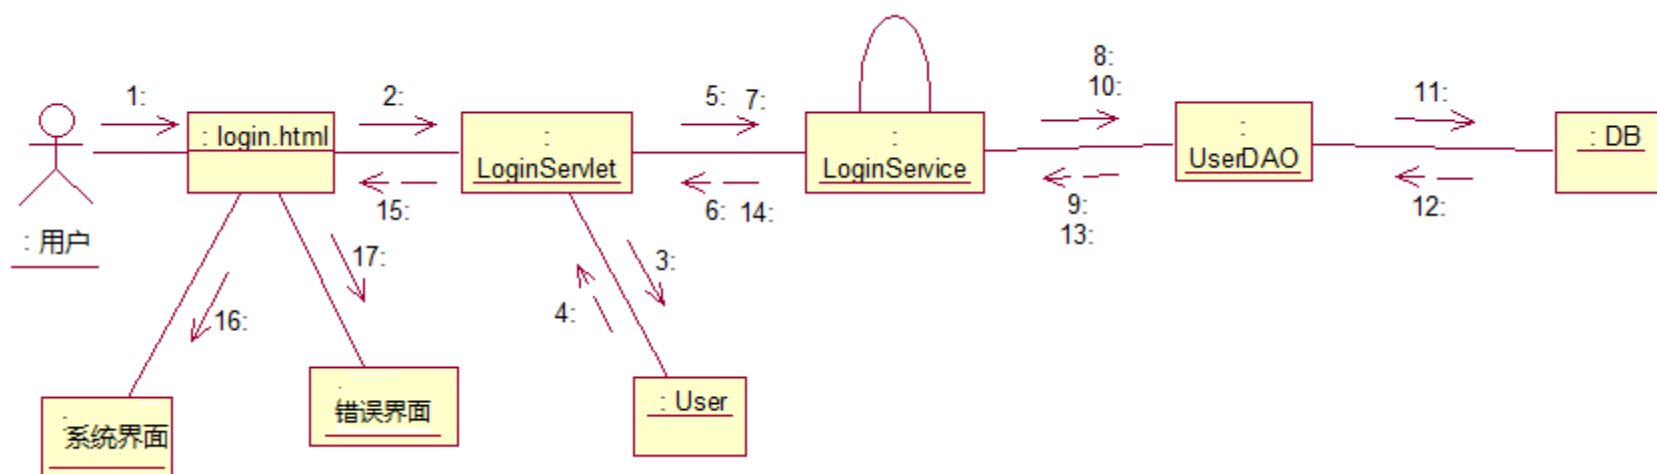 1:
2:
5: 7:
8:
10:
11:
: login.html
:
LoginServlet
:
LoginService
:
UserDAO
: DB
15:
6: 14:
9:
13:
12:
: 用户
17:
3:
16:
4:
:
系统界面
:
错误界面
: User